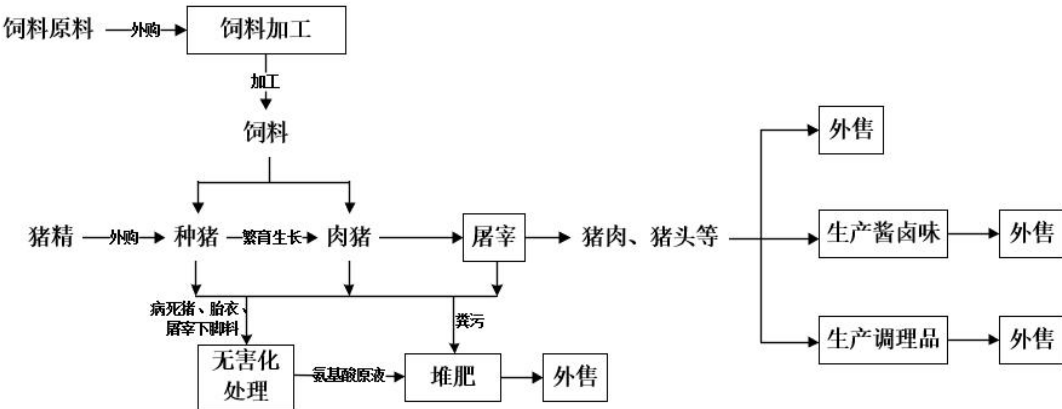 饲料原料
外购
饲料加工
加工
饲料
外售
猪精
外购
种猪
繁育生长
肉猪
屠宰
猪肉、猪头等
生产酱卤味
外售
病死猪、胎衣、
屠宰下脚料
粪污
生产调理品
外售
无害化
处理
氨基酸原液
堆肥
外售